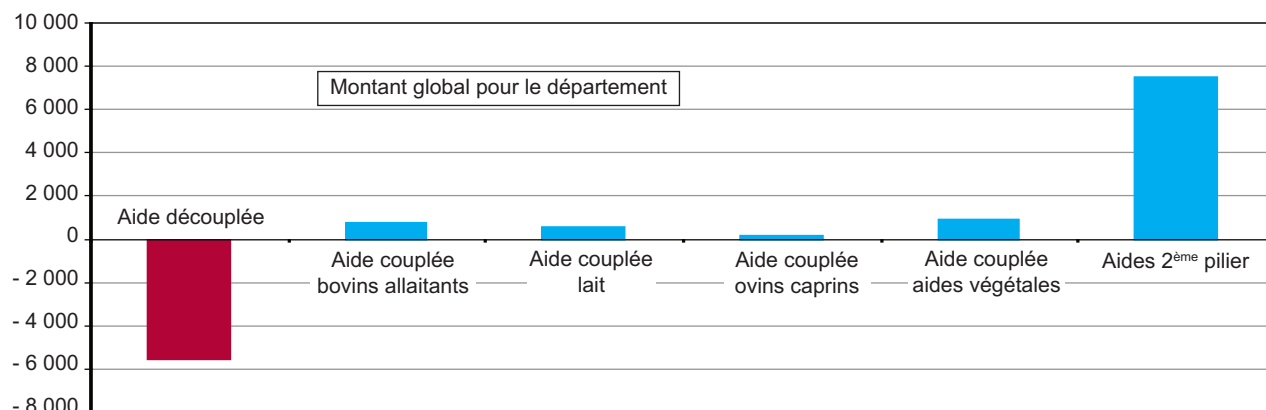 10 000
8 000
Montant global pour le département
6 000
4 000
2 000
Aide découplée
0
Aide couplée
bovins allaitants
Aide couplée
lait
Aide couplée
ovins caprins
Aide couplée
aides végétales
Aides 2ème pilier
- 2 000
- 4 000
- 6 000
- 8 000